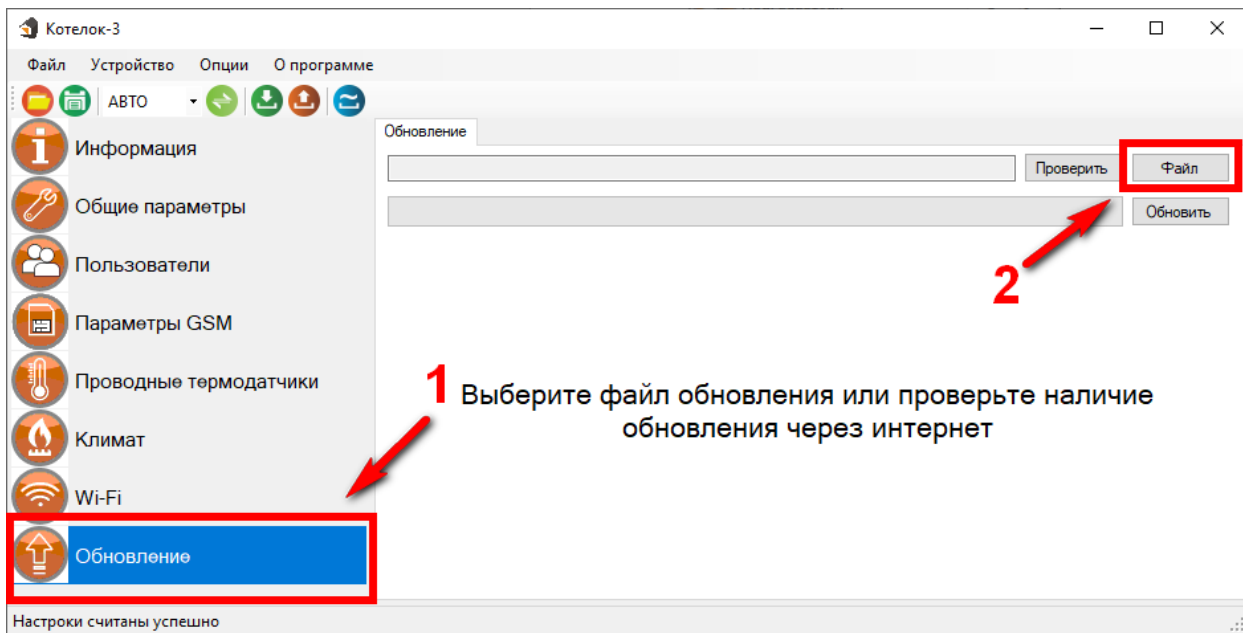 Котелок-3
Файл Устройство Опции О программе
АВТО
Информация
Общие параметры
Пользователи
Параметры GSM
Проводные термодатчики
Климат
Wi-Fi
Обновление
Обновление
Проверить Файл
Обновить
2
1
Выберите файл обновления или проверьте наличие
обновления через интернет
Настроки считаны успешно